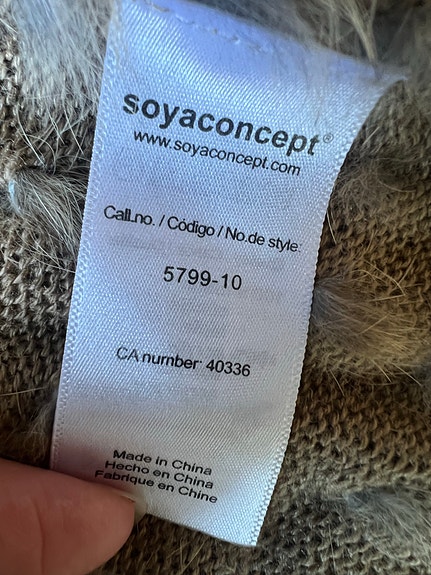 soyaconcept®
www.soyaconcept.com
Call.no. / Código / No.de style:
5799-10
CA number: 40336
Made in China
Hecho en China
Fabrique en Chine